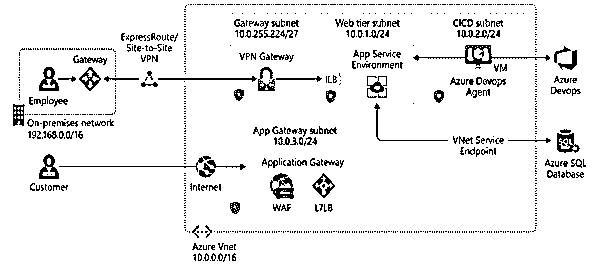 Gateway subnet
10.0.255.224/27
Web tier subnet
10.0.1.0/24
CICD subnet
10.0.2.0/24
ExpressRoute/
Site-to-Site
VPN
Gateway
VPN Gateway
App Service
Environment
ILB
VM
Azure Devops
Agent
Azure
Devops
Employee
On-premises network
192.168.0.0/16
App Gateway subnet
10.0.3.0/24
VNet Service
Endpoint
SQL
Azure SQL
Database
Application Gateway
Customer
Internet
WAF
L7LB
Azure Vnet
10.0.0.0/16